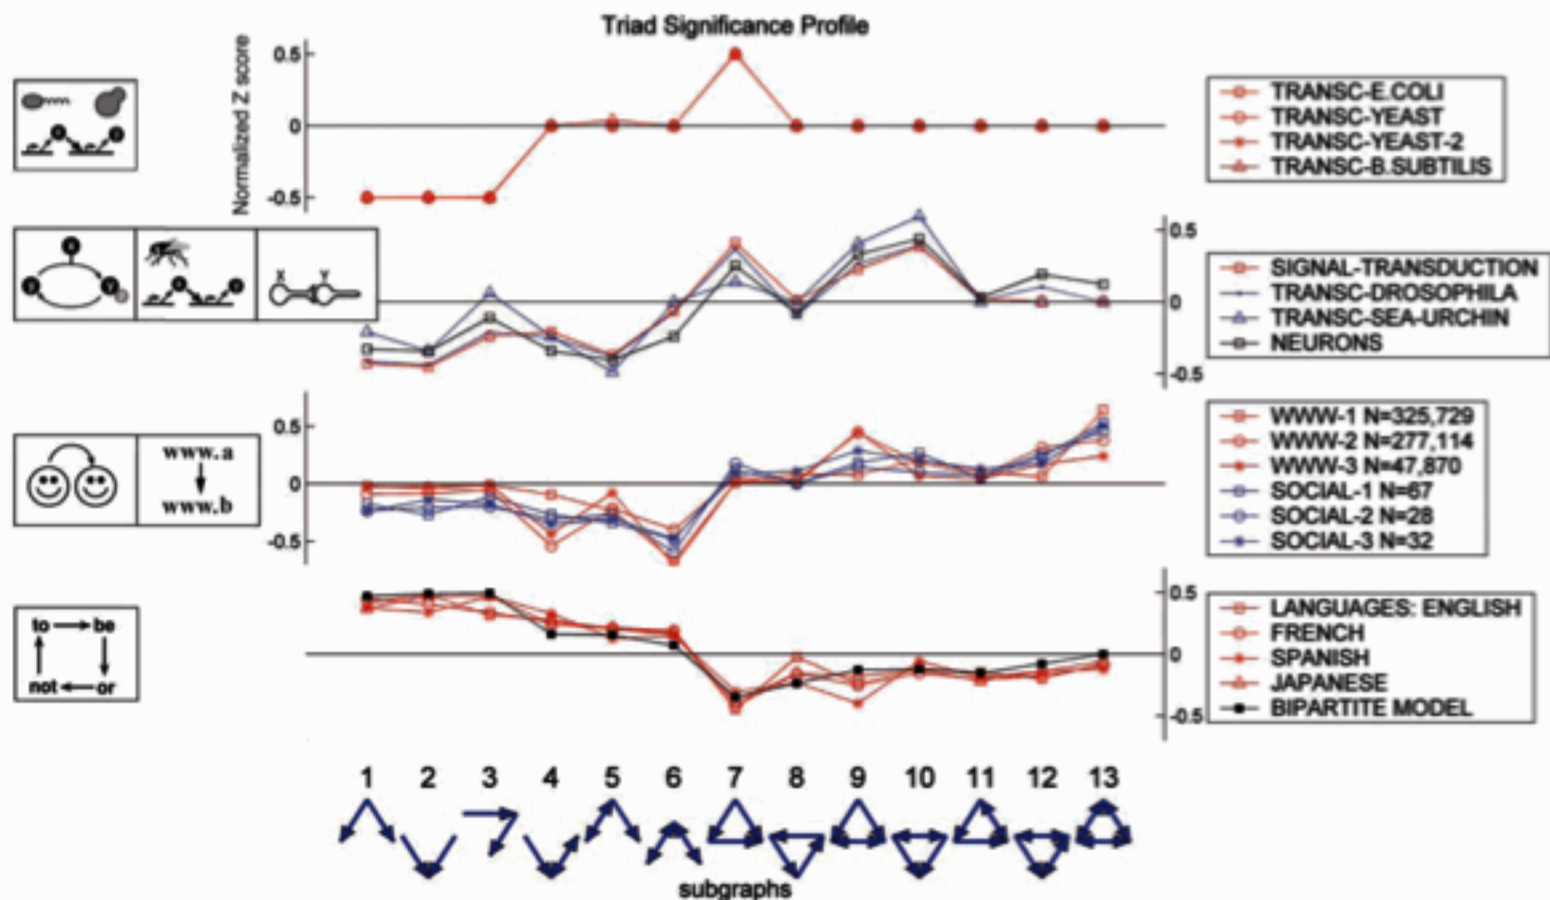 Triad Significance Profile
Normalized Z score
0.5
0
-0.5
TRANSC-E.COLI
TRANSC-YEAST
TRANSC-YEAST-2
TRANSC-B.SUBTILIS
X Y
0.5
0
-0.5
SIGNAL-TRANSDUCTION
TRANSC-DROSOPHILA
TRANSC-SEA-URCHIN
NEURONS
www.a
www.b
0.5
0
-0.5
WWW-1 N=325,729
WWW-2 N=277,114
WWW-3 N=47,870
SOCIAL-1 N=67
SOCIAL-2 N=28
SOCIAL-3 N=32
to be
not or
0.5
0
-0.5
LANGUAGES: ENGLISH
FRENCH
SPANISH
JAPANESE
BIPARTITE MODEL
1 2 3 4 5 6 7 8 9 10 11 12 13
subgraphs